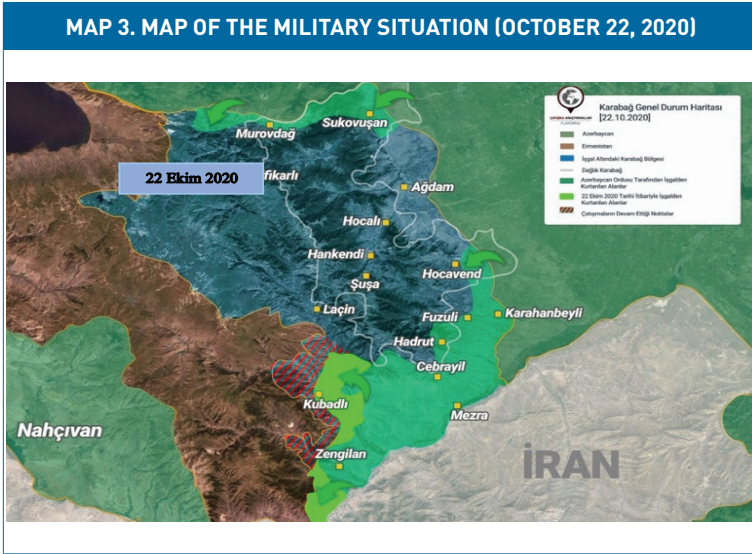 MAP 3. MAP OF THE MILITARY SITUATION (OCTOBER 22, 2020)
Karabağ Genel Durum Haritası
[22.10.2020]
Azerbaycan
Ermenistan
İşgal Altındaki Karabağ Bölgesi
Dağlık Karabağ
Azerbaycan Ordusu Tarafından İşgalden
Kurtarılan Alanlar
22 Ekim 2020 Tarihi İtibariyle İşgalden
Kurtarılan Alanlar
Çatışmaların Devam Ettiği Noktalar
Murovdağ
Sukovuşan
22 Ekim 2020
fikarlı
Ağdam
Hocalı
Hankendi
Hocavend
Şuşa
Laçin
Fuzuli
Karahanbeyli
Hadrut
Cebrayil
Kubadlı
Mezra
Nahçıvan
Zengilan
İRAN